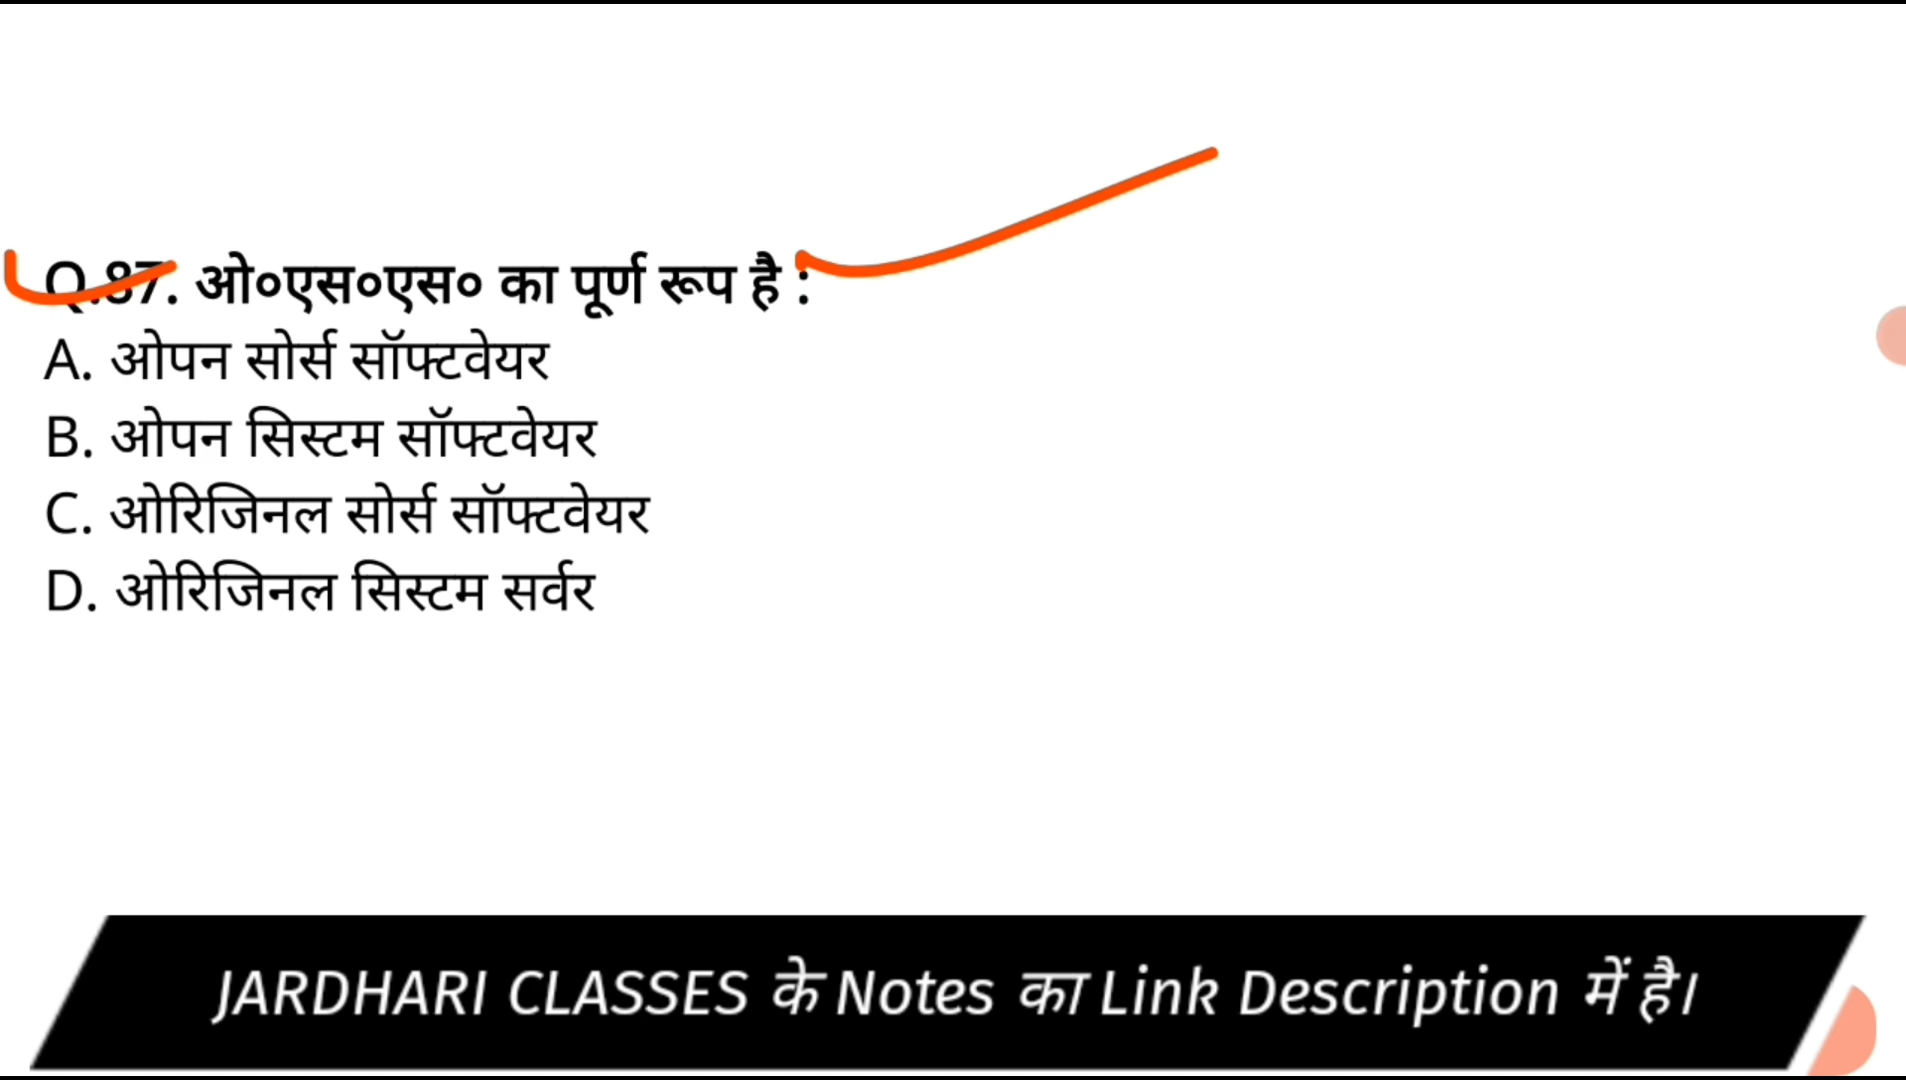 Q.87. ओ०एस०एस० का पूर्ण रूप है :
A. ओपन सोर्स सॉफ्टवेयर
B. ओपन सिस्टम सॉफ्टवेयर
C. ओरिजिनल सोर्स सॉफ्टवेयर
D. ओरिजिनल सिस्टम सर्वर
JARDHARI CLASSES के Notes का Link Description में है।